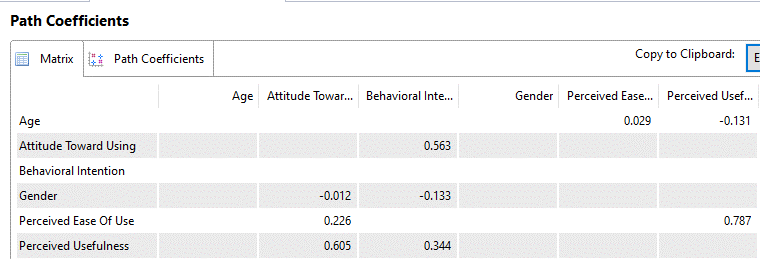 Path Coefficients
Matrix Path Coefficients Copy to Clipboard: E
Age Attitude Towar... Behavioral Inte... Gender Perceived Ease... Perceived Usef...
Age 0.029 -0.131
Attitude Toward Using 0.563
Behavioral Intention
Gender -0.012 -0.133
Perceived Ease Of Use 0.226 0.787
Perceived Usefulness 0.605 0.344